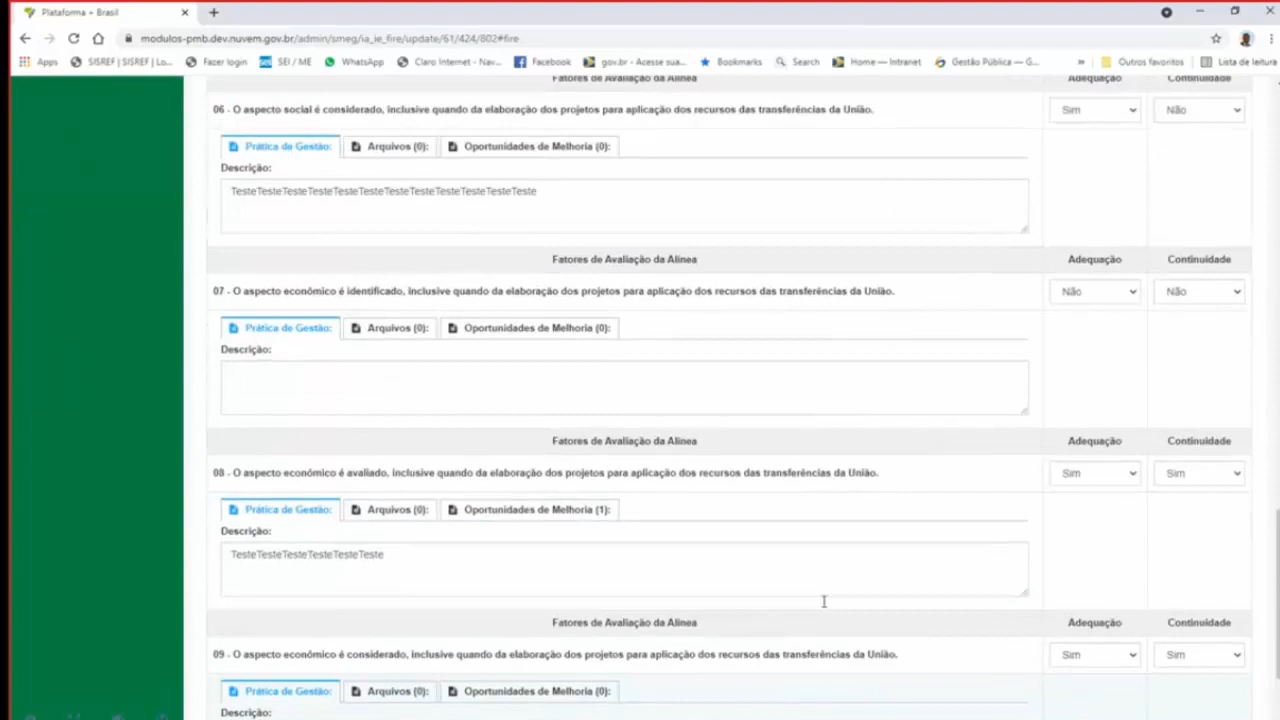 Plataforma + Brasil
modulos-pmb.dev.nuvem.gov.br/admin/smeg/ia_ie_fire/update/61/424/802#fire
Apps SISREF | SISREF | Lo... Fazer login SEI / ME WhatsApp Claro Internet - Nav... Facebook gov.br - Acesse sua... Bookmarks Search Home — Intranet Gestão Pública — G... » Outros favoritos Lista de leitura
Fatores de Avaliação da Alínea Adequação Continuidade
06 - O aspecto social é considerado, inclusive quando da elaboração dos projetos para aplicação dos recursos das transferências da União. Sim Não
Prática de Gestão: Arquivos (0): Oportunidades de Melhoria (0):
Descrição:
TesteTesteTesteTesteTesteTesteTesteTesteTesteTesteTesteTeste
Fatores de Avaliação da Alínea Adequação Continuidade
07 - O aspecto econômico é identificado, inclusive quando da elaboração dos projetos para aplicação dos recursos das transferências da União. Não Não
Prática de Gestão: Arquivos (0): Oportunidades de Melhoria (0):
Descrição:
Fatores de Avaliação da Alínea Adequação Continuidade
08 - O aspecto econômico é avaliado, inclusive quando da elaboração dos projetos para aplicação dos recursos das transferências da União. Sim Sim
Prática de Gestão: Arquivos (0): Oportunidades de Melhoria (1):
Descrição:
TesteTesteTesteTesteTesteTeste
Fatores de Avaliação da Alínea Adequação Continuidade
09 - O aspecto econômico é considerado, inclusive quando da elaboração dos projetos para aplicação dos recursos das transferências da União. Sim Sim
Prática de Gestão: Arquivos (0): Oportunidades de Melhoria (0):
Descrição: